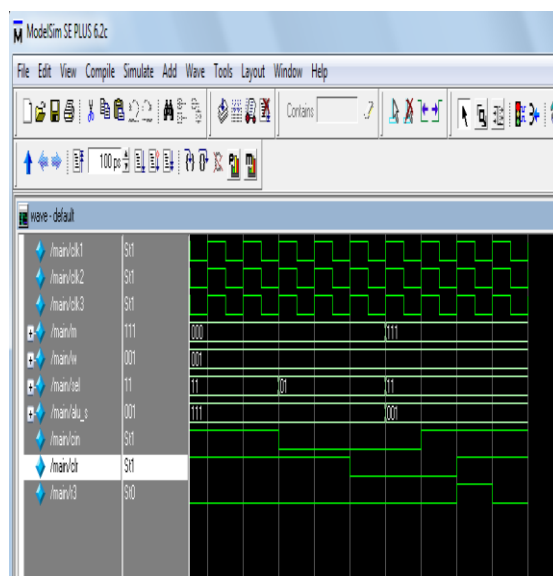 ModelSim SE PLUS 6.2c
File Edit View Compile Simulate Add Wave Tools Layout Window Help
Contains
100 ps
wave - default
/main/clk1 St1
/main/clk2 St1
/main/clk3 St1
/main/m 111 000 111
/main/w 001 001
/main/sel 11 11 01 11
/main/alu_s 001 111 001
/main/cin St1
/main/clr St1
/main/r3 St0